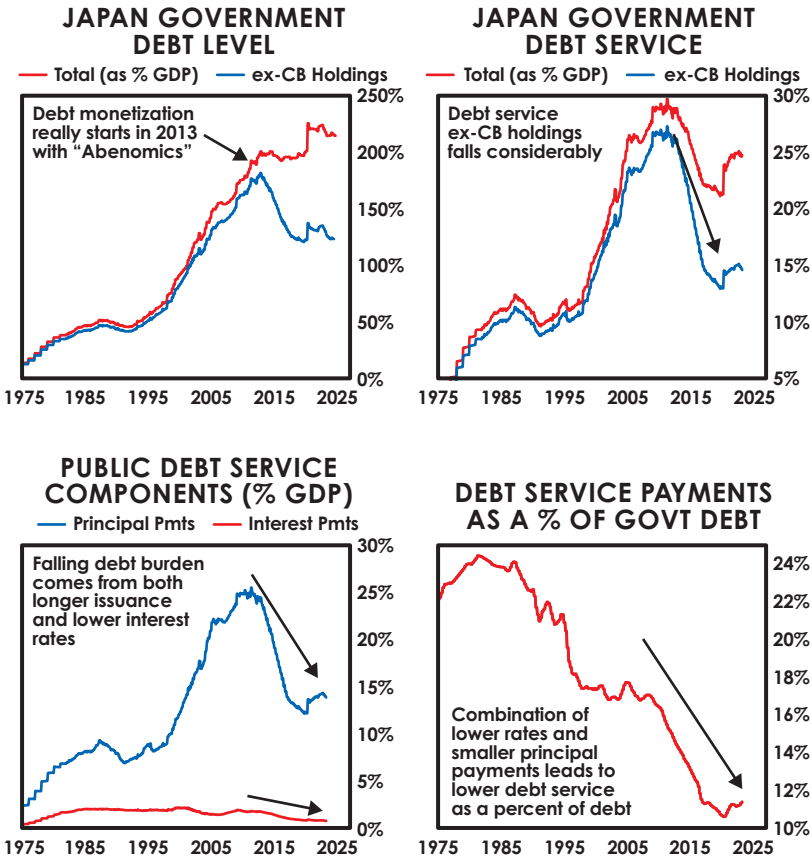 JAPAN GOVERNMENT
DEBT LEVEL
Total (as % GDP) ex-CB Holdings
Debt monetization
really starts in 2013
with “Abenomics”
250%
200%
150%
100%
50%
0%
1975 1985 1995 2005 2015 2025
JAPAN GOVERNMENT
DEBT SERVICE
Total (as % GDP) ex-CB Holdings
Debt service
ex-CB holdings
falls considerably
30%
25%
20%
15%
10%
5%
1975 1985 1995 2005 2015 2025
PUBLIC DEBT SERVICE
COMPONENTS (% GDP)
Principal Pmts Interest Pmts
Falling debt burden
comes from both
longer issuance
and lower interest
rates
30%
25%
20%
15%
10%
5%
0%
1975 1985 1995 2005 2015 2025
DEBT SERVICE PAYMENTS
AS A % OF GOVT DEBT
24%
22%
20%
18%
16%
14%
12%
10%
Combination of
lower rates and
smaller principal
payments leads to
lower debt service
as a percent of debt
1975 1985 1995 2005 2015 2025